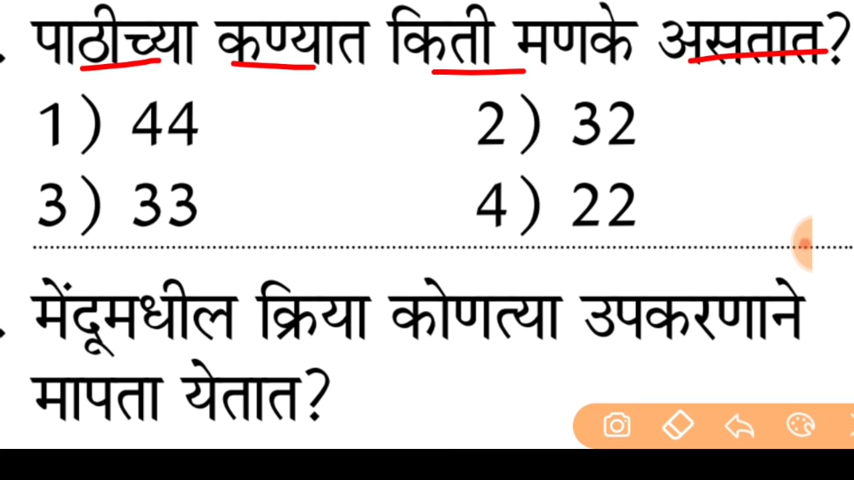 . पाठीच्या कण्यात किती मणके असतात?
1) 44 2) 32
3) 33 4) 22
. मेंदूमधील क्रिया कोणत्या उपकरणाने
मापता येतात?